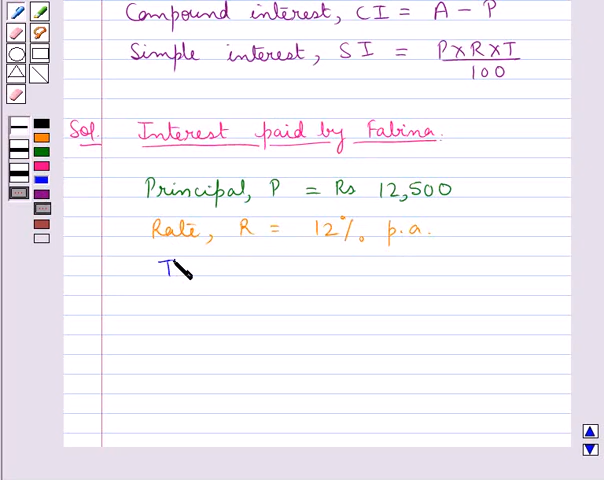 Compound interest, CI = A - P
Simple interest, SI = P×R×T/100
Sol. Interest paid by Fabina.
Principal, P = Rs 12,500
Rate, R = 12% p.a.
T